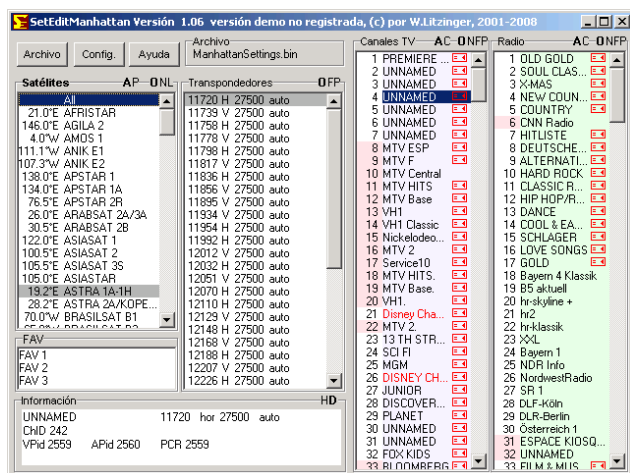 SetEditManhattan Versión 1.06 versión demo no registrada, (c) por W.Litzinger, 2001-2008
Archivo
Config.
Ayuda
Archivo
ManhattanSettings.bin
Satélites A P O N L
All
21.0°E AFRISTAR
146.0°E AGILA 2
4.0°W AMOS 1
111.1°W ANIK E1
107.3°W ANIK E2
138.0°E APSTAR 1
134.0°E APSTAR 1A
76.5°E APSTAR 2R
26.0°E ARABSAT 2A/3A
30.5°E ARABSAT 2B
122.0°E ASIASAT 1
100.5°E ASIASAT 2
105.5°E ASIASAT 3S
105.0°E ASIASTAR
19.2°E ASTRA 1A-1H
28.2°E ASTRA 2A/KOPE...
70.0°W BRASILSAT B1
FAV
FAV 1
FAV 2
FAV 3
Transpondedores O F P
11720 H 27500 auto
11739 V 27500 auto
11758 H 27500 auto
11778 V 27500 auto
11798 H 27500 auto
11817 V 27500 auto
11836 H 27500 auto
11856 V 27500 auto
11895 V 27500 auto
11934 V 27500 auto
11954 H 27500 auto
11992 H 27500 auto
12012 V 27500 auto
12032 H 27500 auto
12051 V 27500 auto
12070 H 27500 auto
12110 H 27500 auto
12129 V 27500 auto
12148 H 27500 auto
12168 V 27500 auto
12188 H 27500 auto
12207 V 27500 auto
12226 H 27500 auto
Información HD
UNNAMED 11720 hor 27500 auto
ChID 242
VPid 2559 APid 2560 PCR 2559
Canales TV A C O N F P
1 PREMIERE ...
2 UNNAMED
3 UNNAMED
4 UNNAMED
5 UNNAMED
6 UNNAMED
7 UNNAMED
8 MTV ESP
9 MTV F
10 MTV Central
11 MTV HITS
12 MTV Base
13 VH1
14 VH1 Classic
15 Nickelodeo...
16 MTV 2
17 Service10
18 MTV HITS.
19 MTV Base.
20 VH1.
21 Disney Cha...
22 MTV 2.
23 13 TH STR...
24 SCI FI
25 MGM
26 DISNEY CH...
27 JUNIOR
28 DISCOVER...
29 PLANET
30 UNNAMED
31 UNNAMED
32 FOX KIDS
33 BLOOMBERG
Radio A C O N F P
1 OLD GOLD
2 SOUL CLAS...
3 X-MAS
4 NEW COUN...
5 COUNTRY
6 CNN Radio
7 HITLISTE
8 DEUTSCHE...
9 ALTERNATI...
10 HARD ROCK
11 CLASSIC R...
12 HIP HOP/R...
13 DANCE
14 COOL & EA...
15 SCHLAGER
16 LOVE SONGS
17 GOLD
18 Bayern 4 Klassik
19 B5 aktuell
20 hr-skyline +
21 hr2
22 hr-klassik
23 XXL
24 Bayern 1
25 NDR Info
26 NordwestRadio
27 SR 1
28 DLF-Köln
29 DLR-Berlin
30 Österreich 1
31 ESPACE KIOSQ...
32 UNNAMED
33 FILM & MUS...